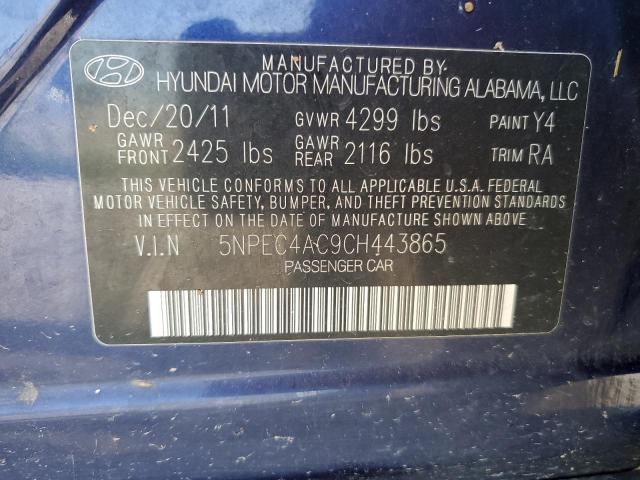 MANUFACTURED BY
HYUNDAI MOTOR MANUFACTURING ALABAMA, LLC
Dec/20/11 GVWR 4299 lbs PAINT Y4
GAWR FRONT 2425 lbs GAWR REAR 2116 lbs TRIM RA
THIS VEHICLE CONFORMS TO ALL APPLICABLE U.S.A. FEDERAL
MOTOR VEHICLE SAFETY, BUMPER, AND THEFT PREVENTION STANDARDS
IN EFFECT ON THE DATE OF MANUFACTURE SHOWN ABOVE.
V.I.N 5NPEC4AC9CH443865
PASSENGER CAR